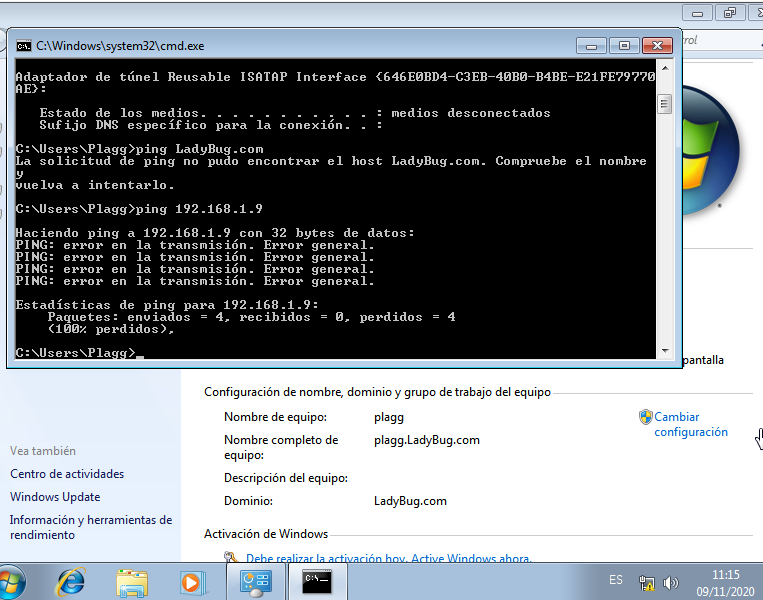 C:\Windows\system32\cmd.exe
rol
Adaptador de túnel Reusable ISATAP Interface {646E0BD4-C3EB-40B0-B4BE-E21FE79770
AE}:
Estado de los medios. . . . . . . . . . . : medios desconectados
Sufijo DNS específico para la conexión. . :
C:\Users\Plagg>ping LadyBug.com
La solicitud de ping no pudo encontrar el host LadyBug.com. Compruebe el nombre
y
vuelva a intentarlo.
C:\Users\Plagg>ping 192.168.1.9
Haciendo ping a 192.168.1.9 con 32 bytes de datos:
PING: error en la transmisión. Error general.
PING: error en la transmisión. Error general.
PING: error en la transmisión. Error general.
PING: error en la transmisión. Error general.
Estadísticas de ping para 192.168.1.9:
Paquetes: enviados = 4, recibidos = 0, perdidos = 4
(100% perdidos),
C:\Users\Plagg>_
pantalla
Configuración de nombre, dominio y grupo de trabajo del equipo
Nombre de equipo: plagg
Cambiar
configuración
Nombre completo de
equipo: plagg.LadyBug.com
Descripción del equipo:
Dominio: LadyBug.com
Activación de Windows
Debe realizar la activación hoy. Active Windows ahora.
Vea también
Centro de actividades
Windows Update
Información y herramientas de
rendimiento
C:\
ES
11:15
09/11/2020